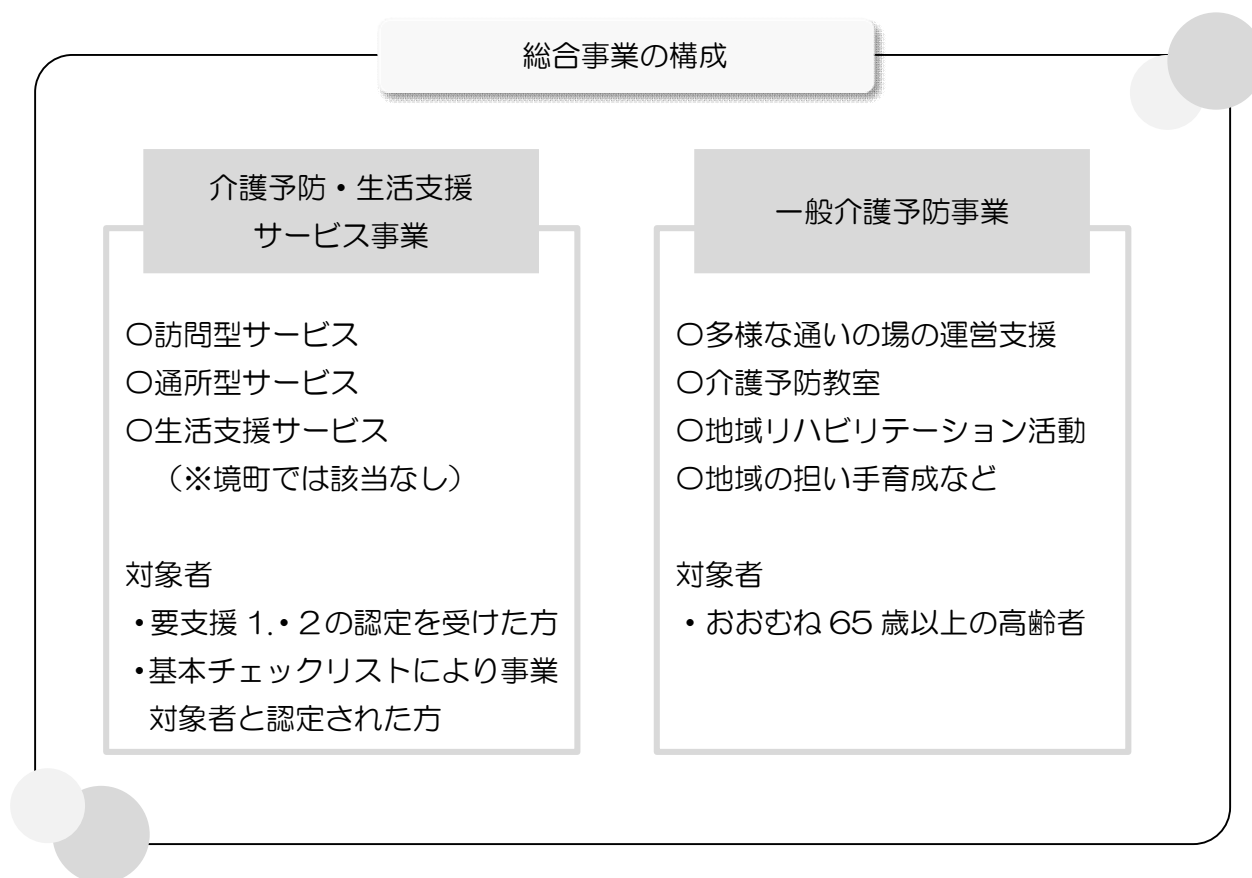 総合事業の構成
介護予防・生活支援
サービス事業
〇訪問型サービス
〇通所型サービス
〇生活支援サービス
(※境町では該当なし)
対象者
・要支援 1.・2の認定を受けた方
・基本チェックリストにより事業
対象者と認定された方
一般介護予防事業
〇多様な通いの場の運営支援
〇介護予防教室
〇地域リハビリテーション活動
〇地域の担い手育成など
対象者
・おおむね 65 歳以上の高齢者